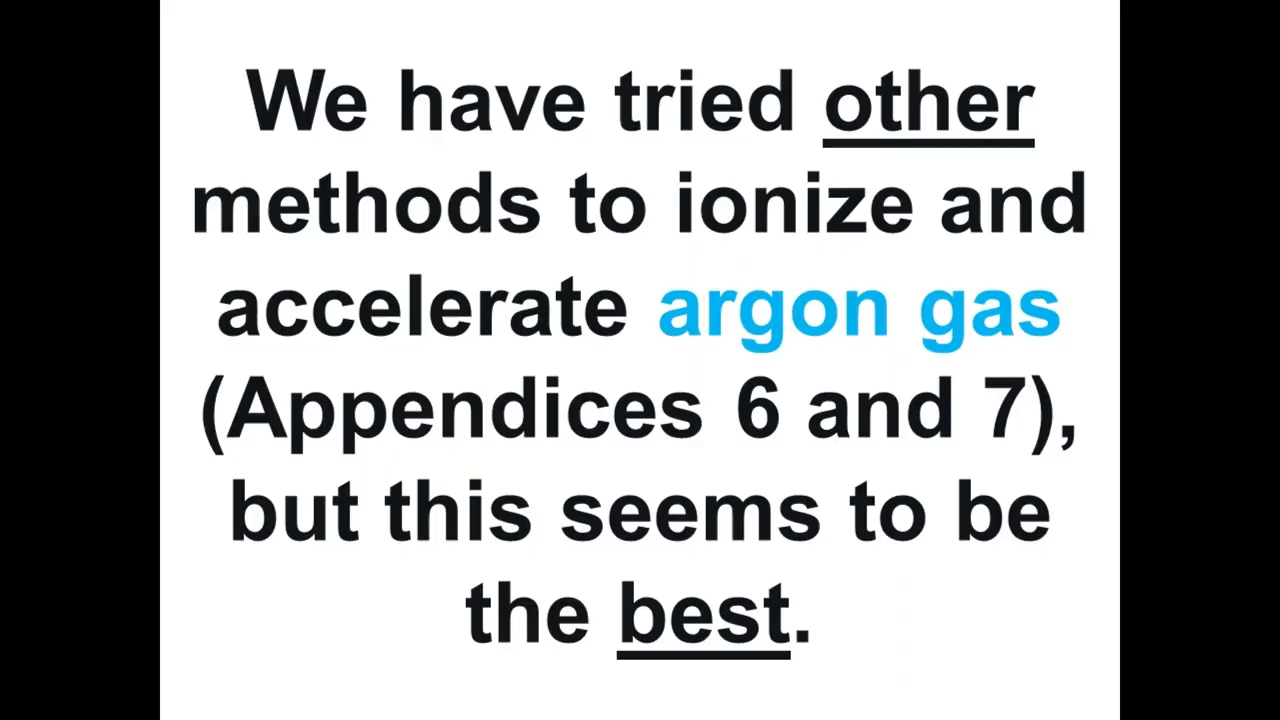 We have tried other
methods to ionize and
accelerate argon gas
(Appendices 6 and 7),
but this seems to be
the best.